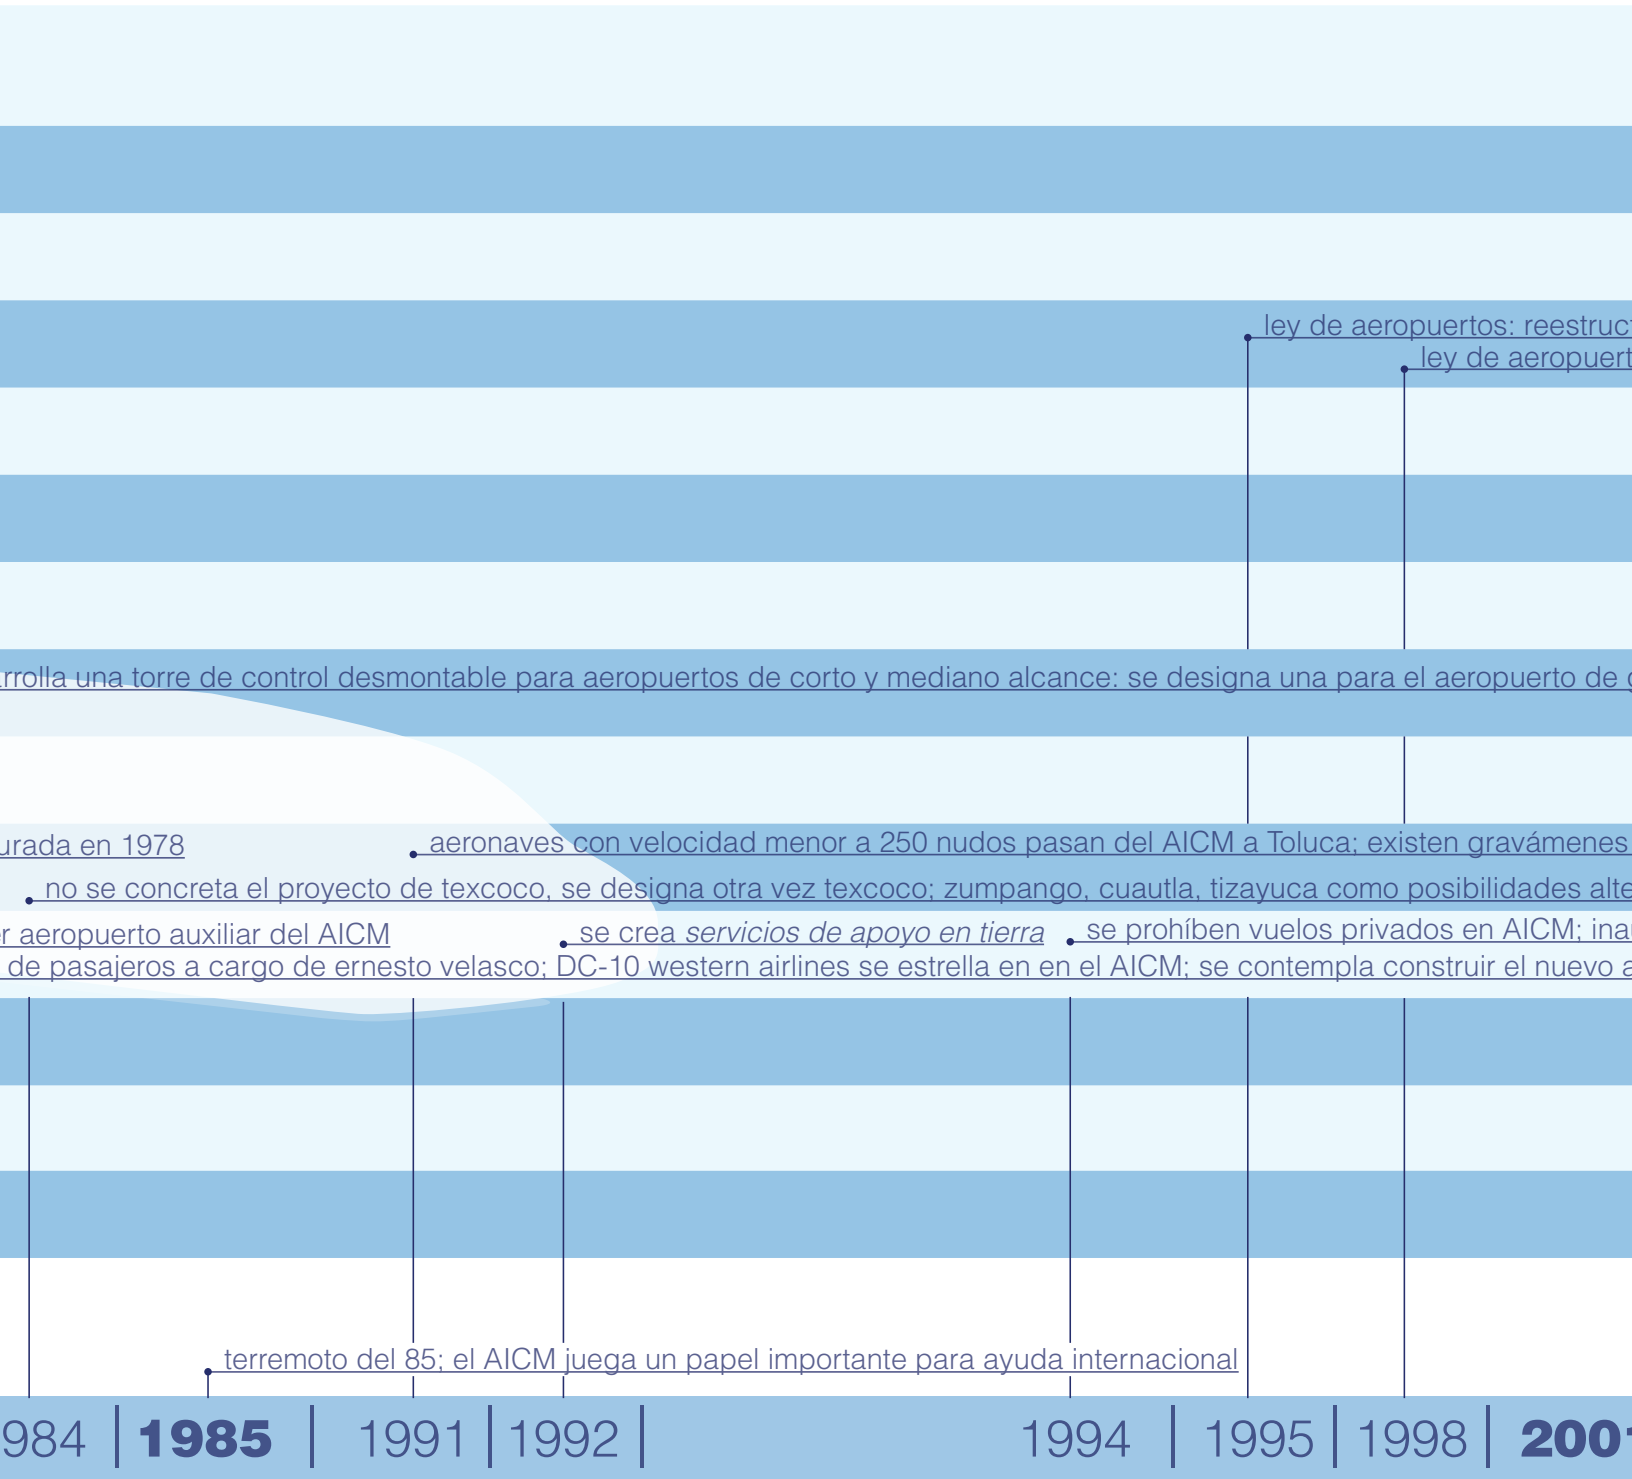 ley de aeropuertos: reestruc
ley de aeropuert
rrolla una torre de control desmontable para aeropuertos de corto y mediano alcance: se designa una para el aeropuerto de
urada en 1978
aeronaves con velocidad menor a 250 nudos pasan del AICM a Toluca; existen gravámenes
no se concreta el proyecto de texcoco, se designa otra vez texcoco; zumpango, cuautla, tizayuca como posibilidades alte
r aeropuerto auxiliar del AICM
se crea servicios de apoyo en tierra
se prohíben vuelos privados en AICM; ina
de pasajeros a cargo de ernesto velasco; DC-10 western airlines se estrella en en el AICM; se contempla construir el nuevo a
terremoto del 85; el AICM juega un papel importante para ayuda internacional
984 | 1985 | 1991 | 1992 | 1994 | 1995 | 1998 | 2001